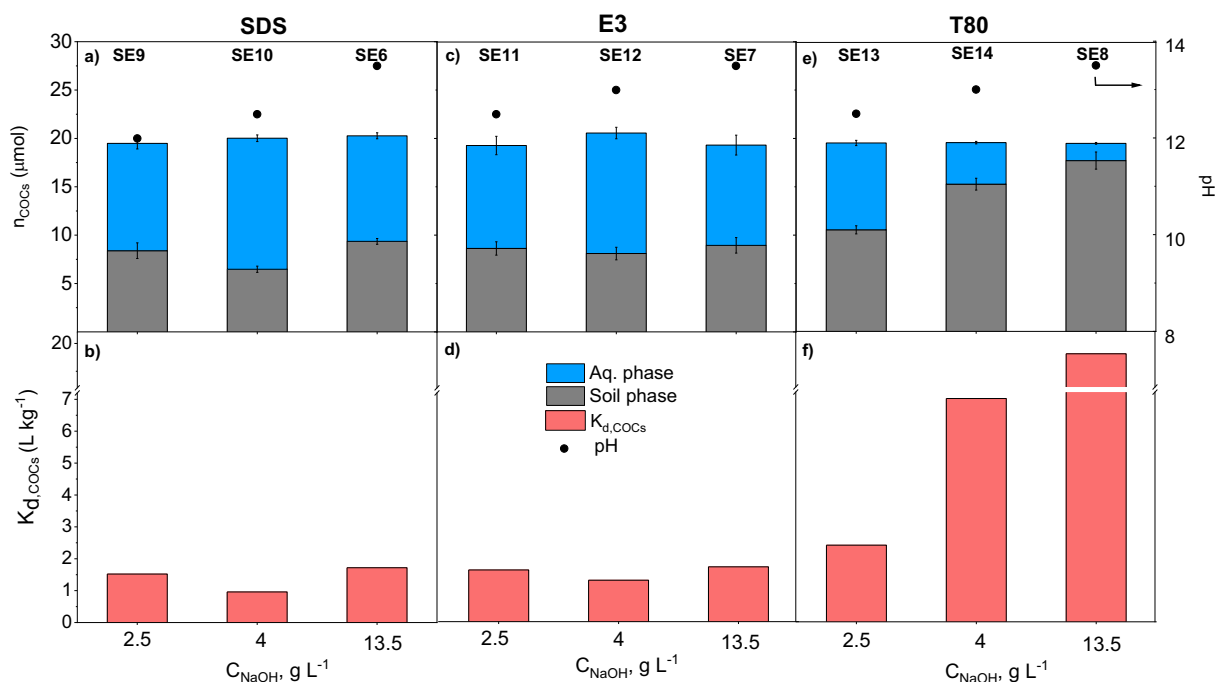 SDS
E3
T80
30
25
20
15
10
5
n_COCs (μmol)
a)
SE9
SE10
SE6
c)
SE11
SE12
SE7
e)
SE13
SE14
SE8
14
12
10
8
pH
b)
d)
f)
Aq. phase
Soil phase
K_d,COCs
pH
20
7
6
5
4
3
2
1
0
K_d,COCs (L kg⁻¹)
2.5
4
13.5
2.5
4
13.5
2.5
4
13.5
C_NaOH, g L⁻¹
C_NaOH, g L⁻¹
C_NaOH, g L⁻¹